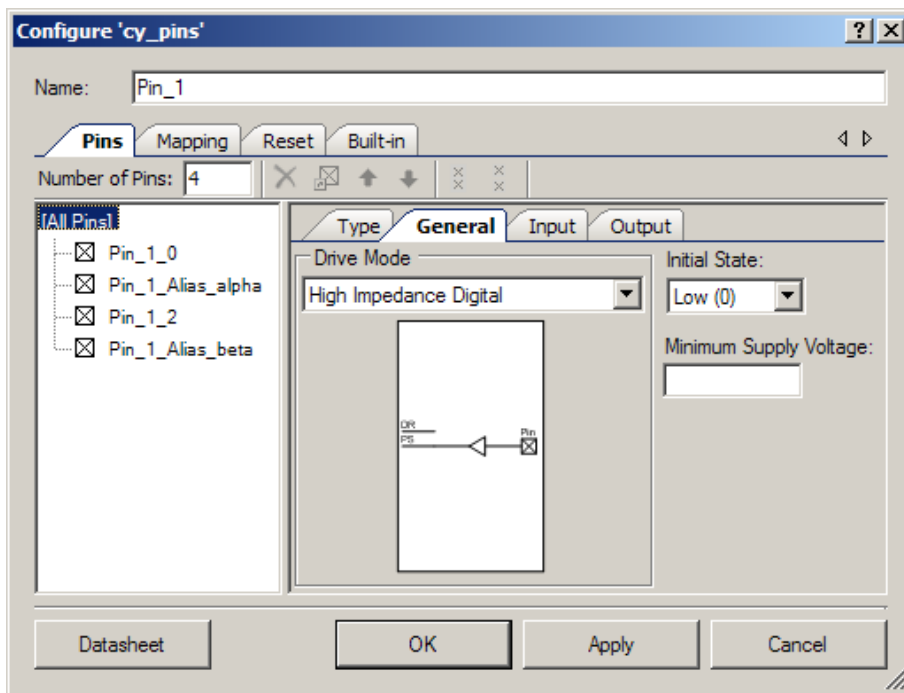 Configure 'cy_pins'
Name: Pin_1
Pins Mapping Reset Built-in
Number of Pins: 4
[All Pins]
Pin_1_0
Pin_1_Alias_alpha
Pin_1_2
Pin_1_Alias_beta
Type General Input Output
Drive Mode
High Impedance Digital
DR
PS
Pin
Initial State:
Low (0)
Minimum Supply Voltage:
Datasheet OK Apply Cancel